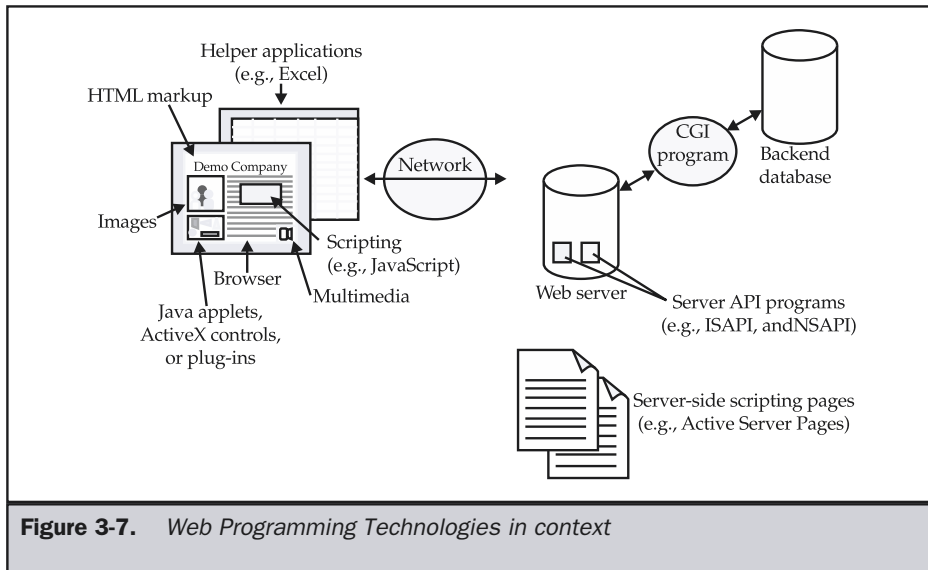 Helper applications
(e.g., Excel)
HTML markup
Demo Company
Images
Browser
Scripting
(e.g., JavaScript)
Multimedia
Java applets,
ActiveX controls,
or plug-ins
Network
CGI
program
Backend
database
Web server
Server API programs
(e.g., ISAPI, andNSAPI)
Server-side scripting pages
(e.g., Active Server Pages)
Figure 3-7. Web Programming Technologies in context